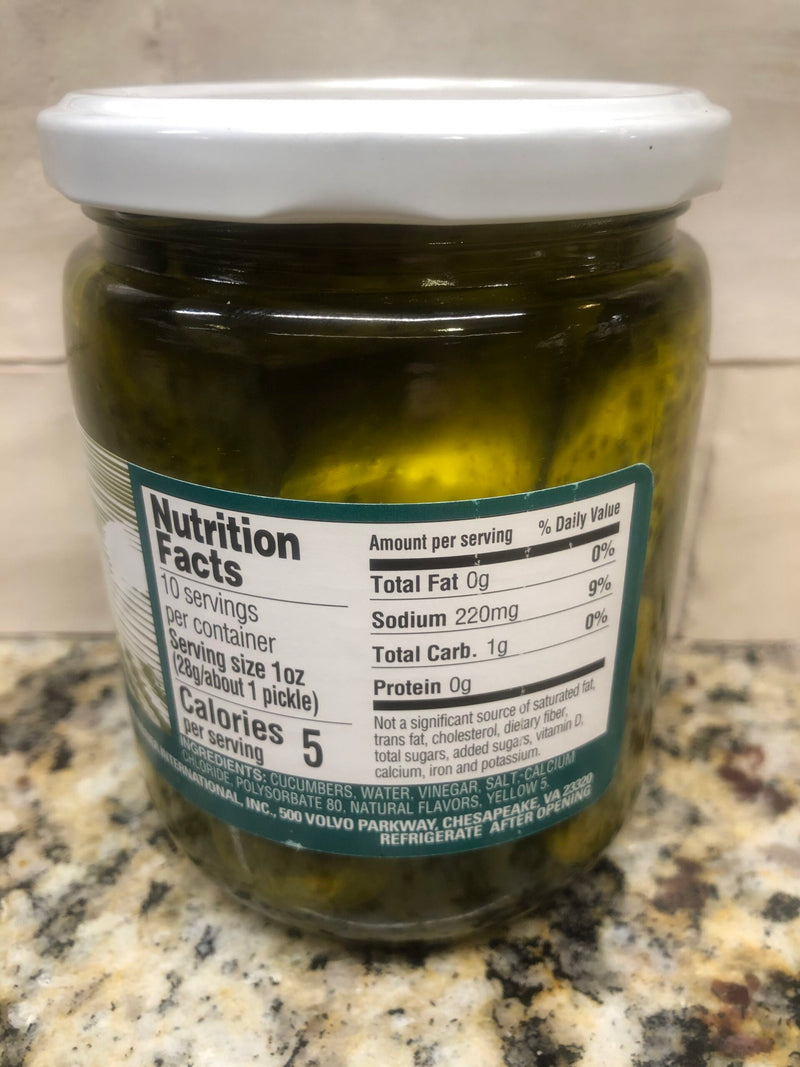 Nutrition
Facts
10 servings
per container
Serving size 1oz
(28g/about 1 pickle)
Calories 5
per serving
Amount per serving % Daily Value
Total Fat 0g 0%
Sodium 220mg 9%
Total Carb. 1g 0%
Protein 0g
Not a significant source of saturated fat,
trans fat, cholesterol, dietary fiber,
total sugars, added sugars, vitamin D,
calcium, iron and potassium.
INGREDIENTS: CUCUMBERS, WATER, VINEGAR, SALT, CALCIUM
CHLORIDE, POLYSORBATE 80, NATURAL FLAVORS, YELLOW 5.
INTERNATIONAL, INC., 500 VOLVO PARKWAY, CHESAPEAKE, VA 23320
REFRIGERATE AFTER OPENING